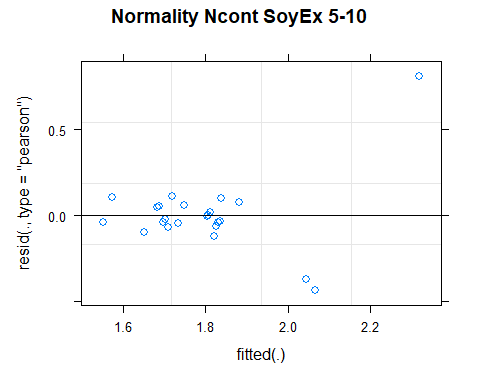 Normality Ncont SoyEx 5-10
resid(., type = "pearson")
0.5
0.0
1.6 1.8 2.0 2.2
fitted(.)